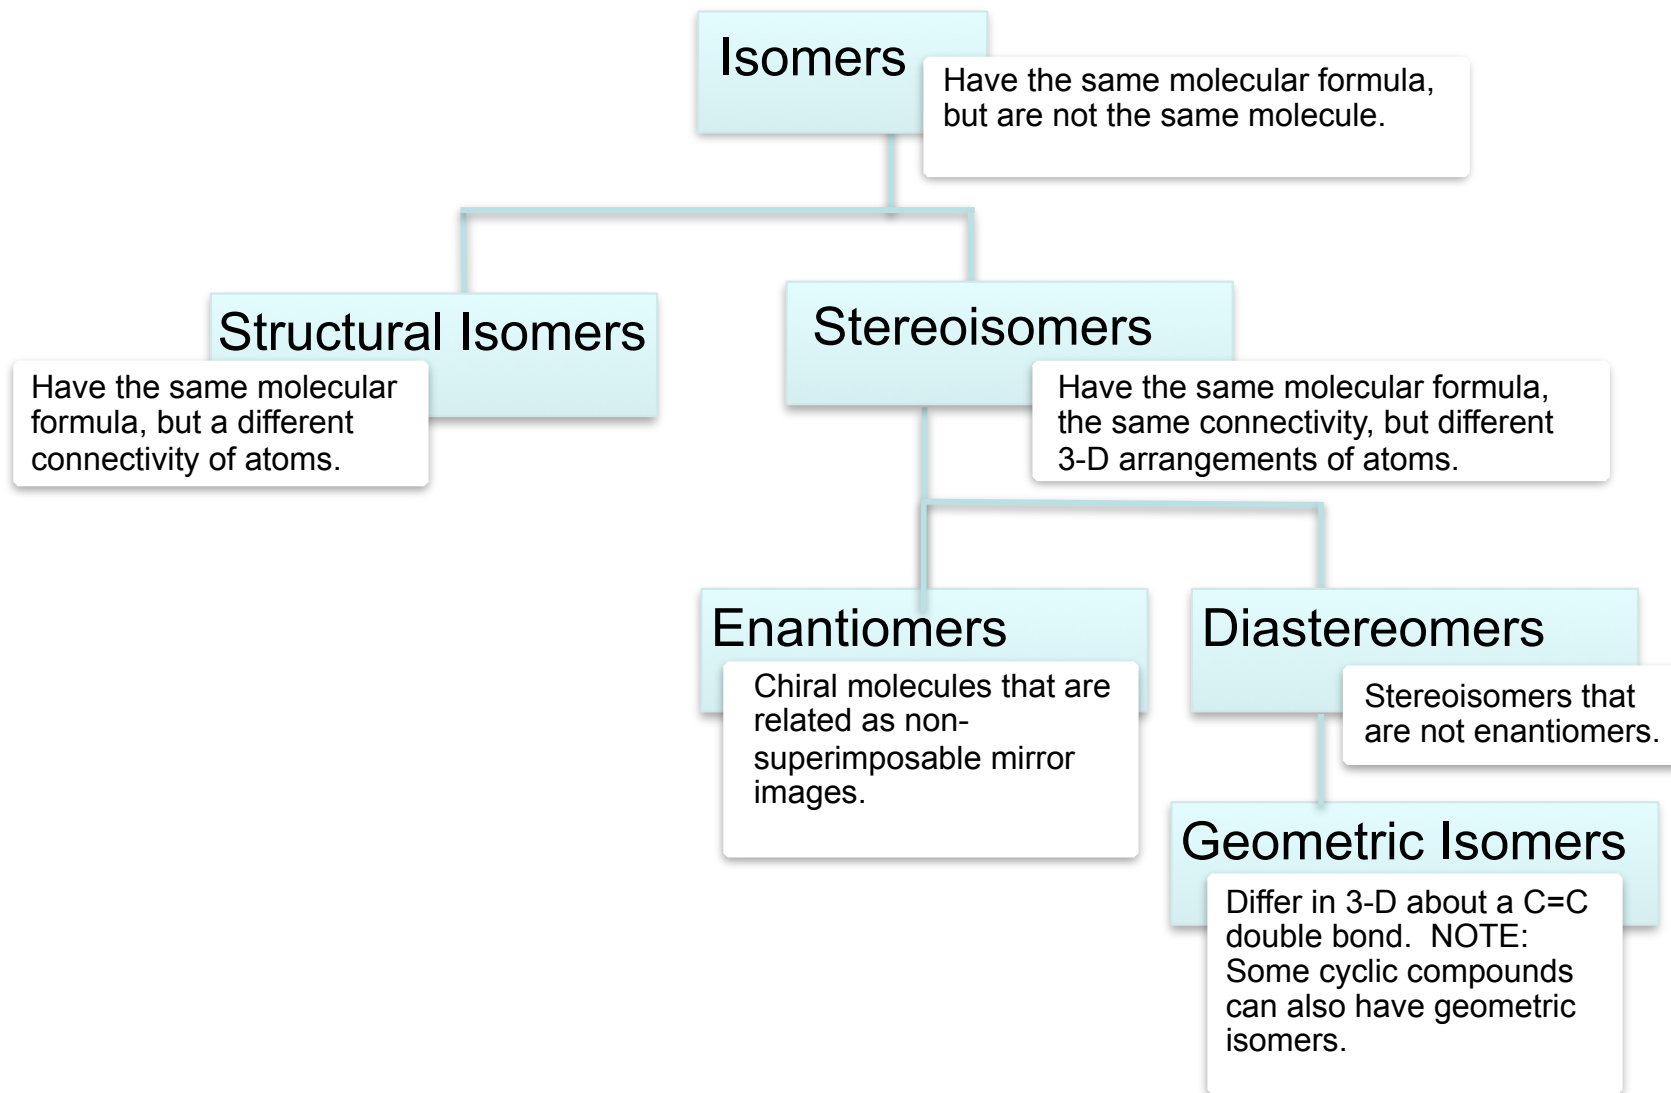 Isomers
Have the same molecular formula,
but are not the same molecule.
Structural Isomers
Have the same molecular
formula, but a different
connectivity of atoms.
Stereoisomers
Have the same molecular formula,
the same connectivity, but different
3-D arrangements of atoms.
Enantiomers
Chiral molecules that are
related as non-
superimposable mirror
images.
Diastereomers
Stereoisomers that
are not enantiomers.
Geometric Isomers
Differ in 3-D about a C=C
double bond.  NOTE:
Some cyclic compounds
can also have geometric
isomers.